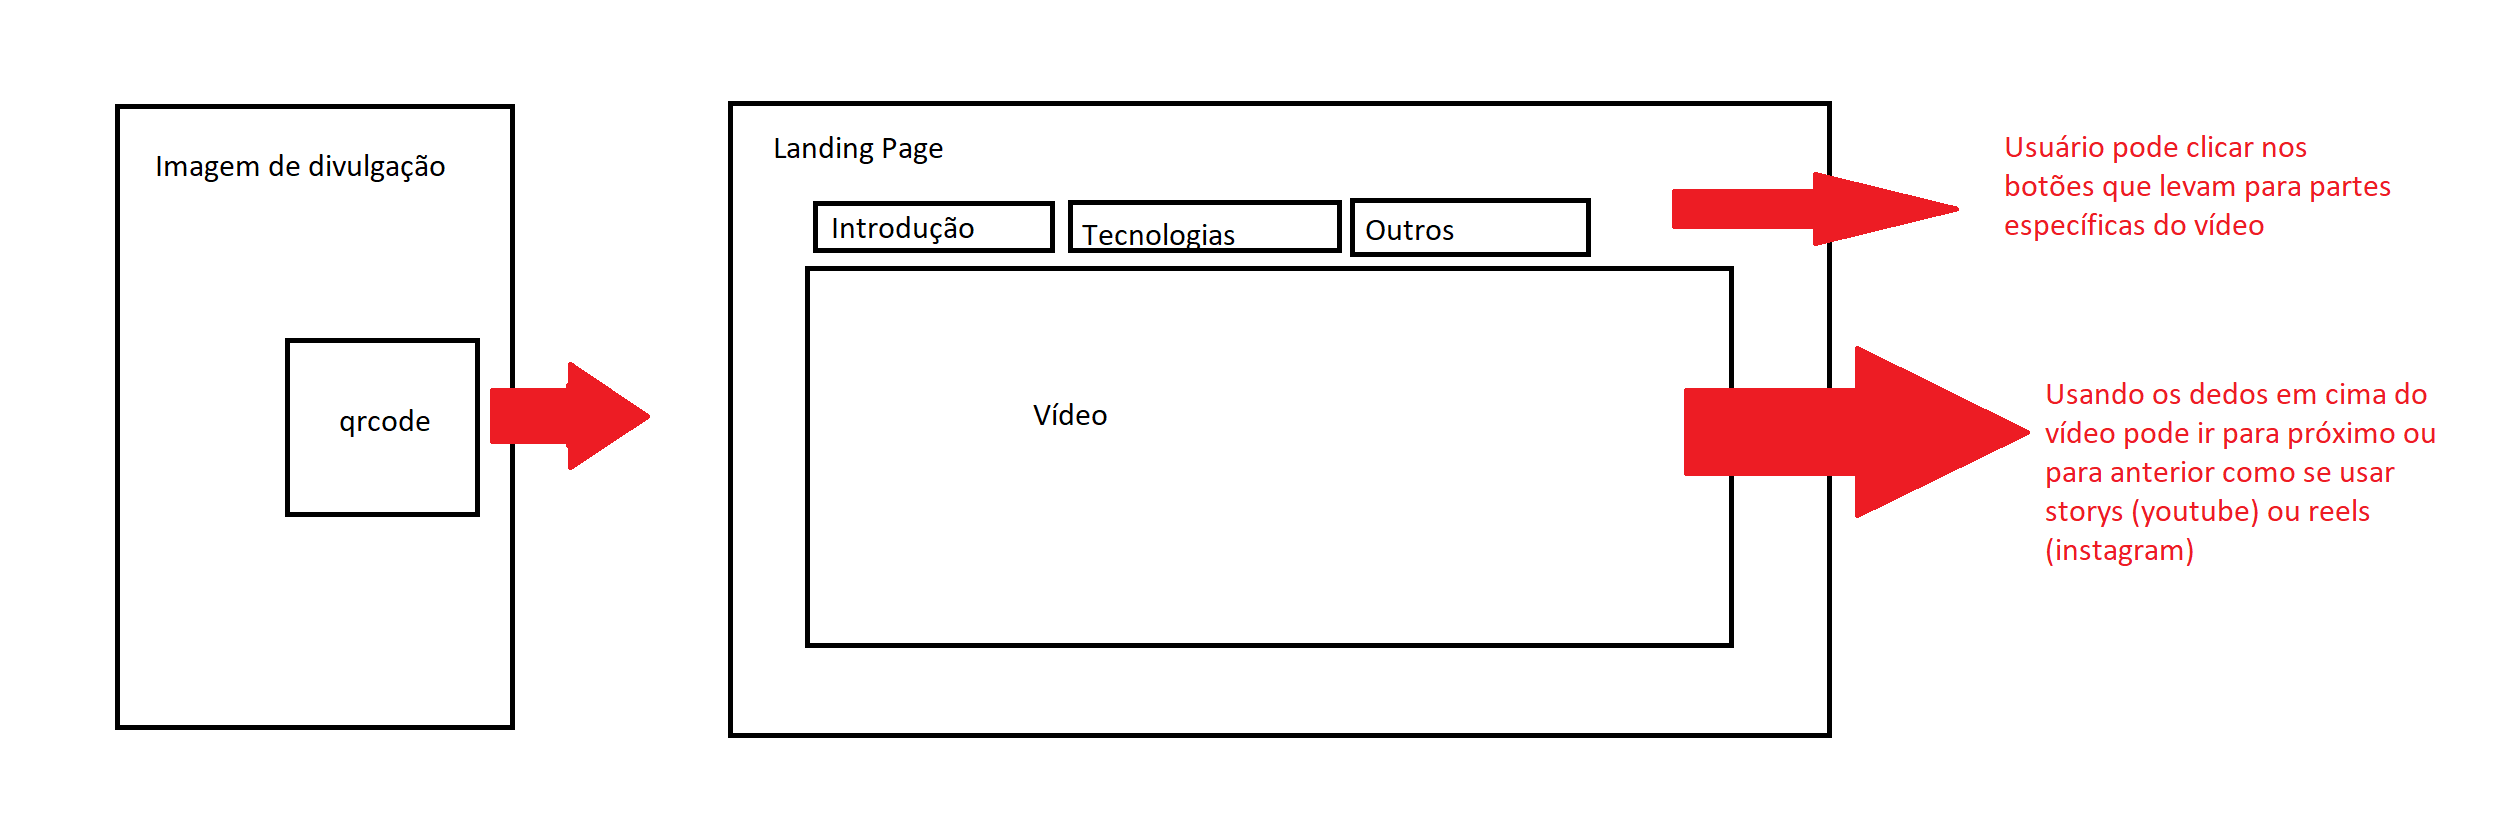 Imagem de divulgação
qrcode
Landing Page
Introdução
Tecnologias
Outros
Vídeo
Usuário pode clicar nos
botões que levam para partes
específicas do vídeo
Usando os dedos em cima do
vídeo pode ir para próximo ou
para anterior como se usar
storys (youtube) ou reels
(instagram)